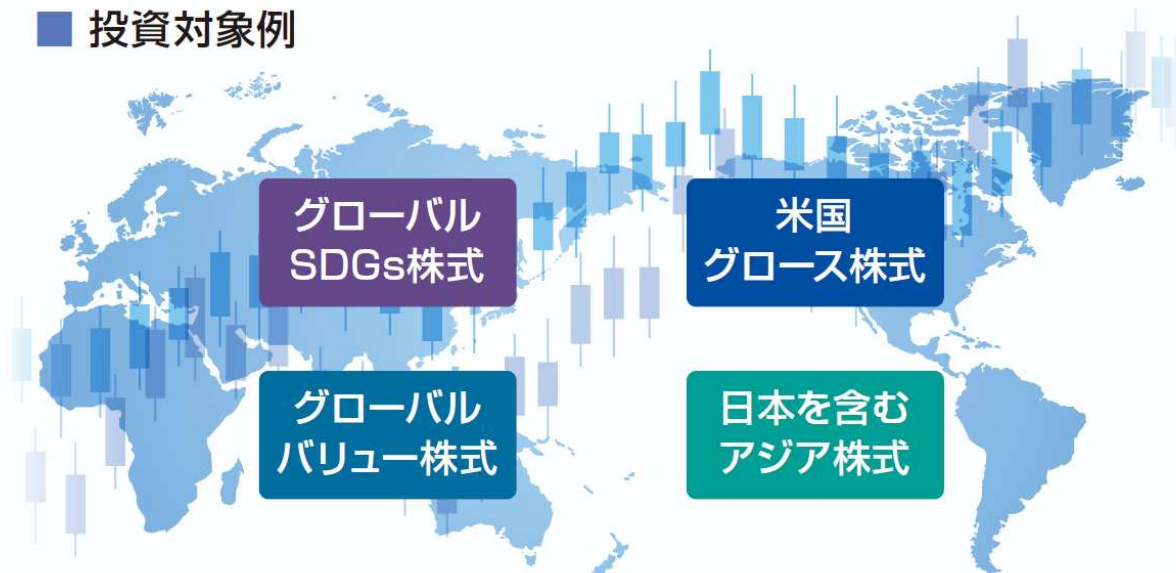 投資対象例
グローバル
SDGs株式
米国
グロース株式
グローバル
バリュー株式
日本を含む
アジア株式